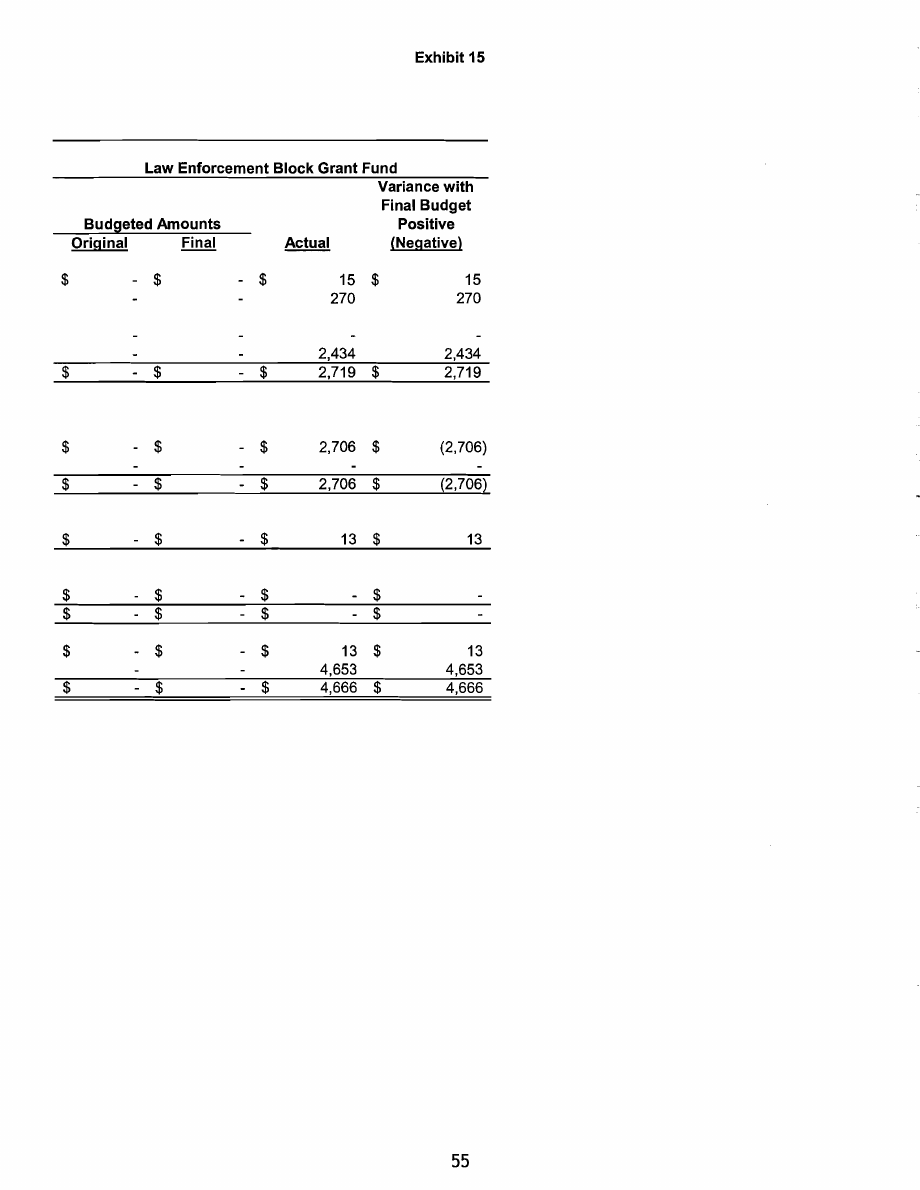 Exhibit 15
Law Enforcement Block Grant Fund
Variance with
Final Budget
Budgeted Amounts Positive
Original Final Actual (Negative)
$ - $ - $ 15 $ 15
- - 270 270
- - - -
- - 2,434 2,434
$ - $ - $ 2,719 $ 2,719
$ - $ - $ 2,706 $ (2,706)
- - - -
$ - $ - $ 2,706 $ (2,706)
$ - $ - $ 13 $ 13
$ - $ - $ - $ -
$ - $ - $ - $ -
$ - $ - $ 13 $ 13
- - 4,653 4,653
$ - $ - $ 4,666 $ 4,666
55